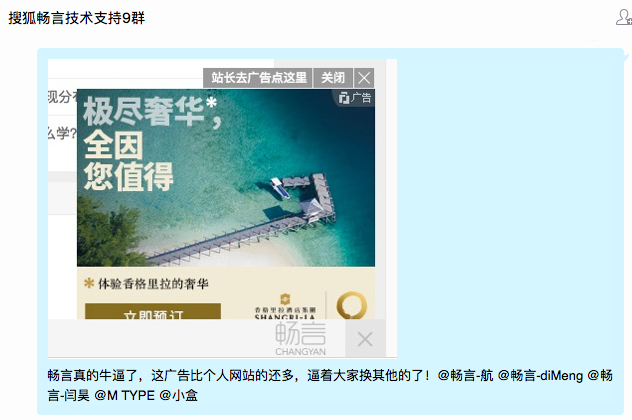 搜狐畅言技术支持9群
站长去广告点这里 关闭
现分
广告
极尽奢华*，
么学?
全因
您值得
*体验香格里拉的奢华
立即预订
香格里拉酒店集團
SHANGRI-LA
畅言
CHANGYAN
畅言真的牛逼了，这广告比个人网站的还多，逼着大家换其他的了！@畅言-航 @畅言-diMeng @畅
言-闫昊 @M TYPE @小盒